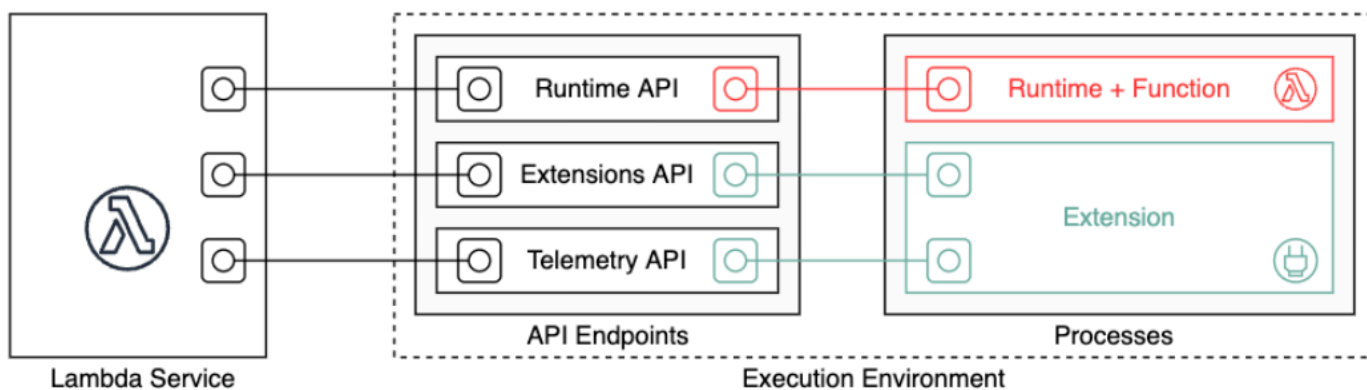 Runtime API
Runtime + Function
Extensions API
Extension
Telemetry API
API Endpoints
Processes
Lambda Service
Execution Environment